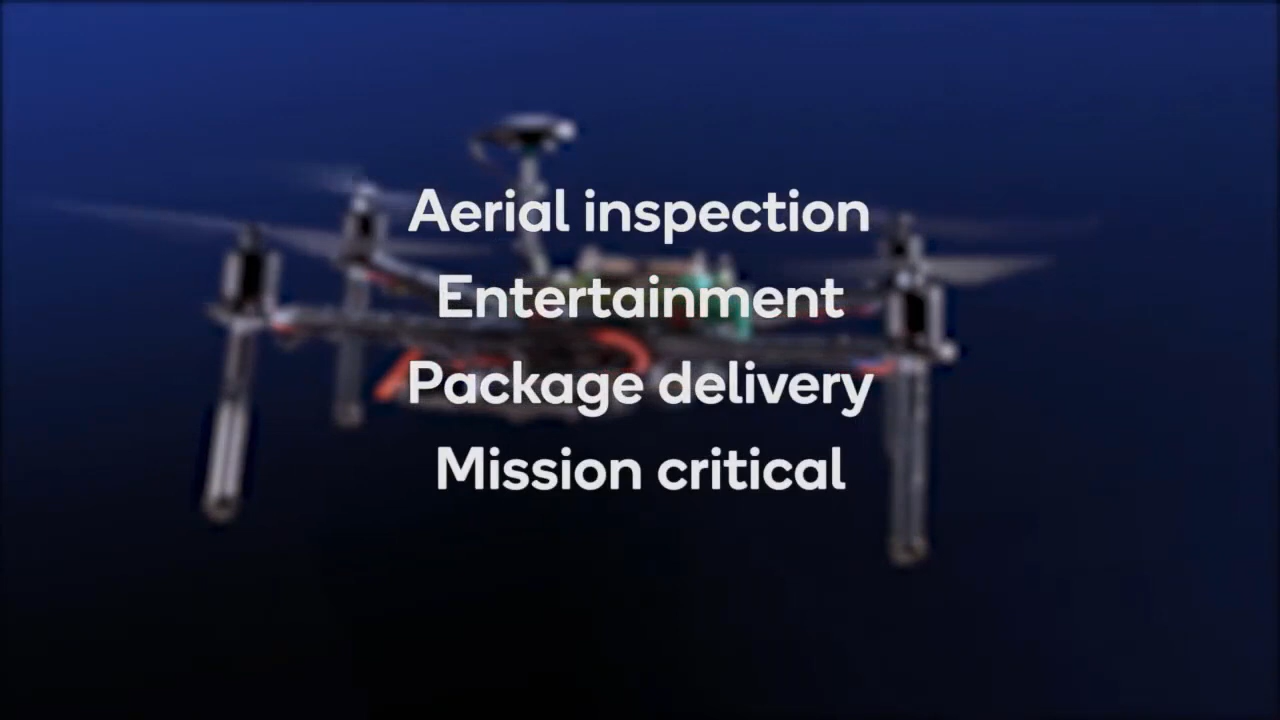 Aerial inspection
Entertainment
Package delivery
Mission critical